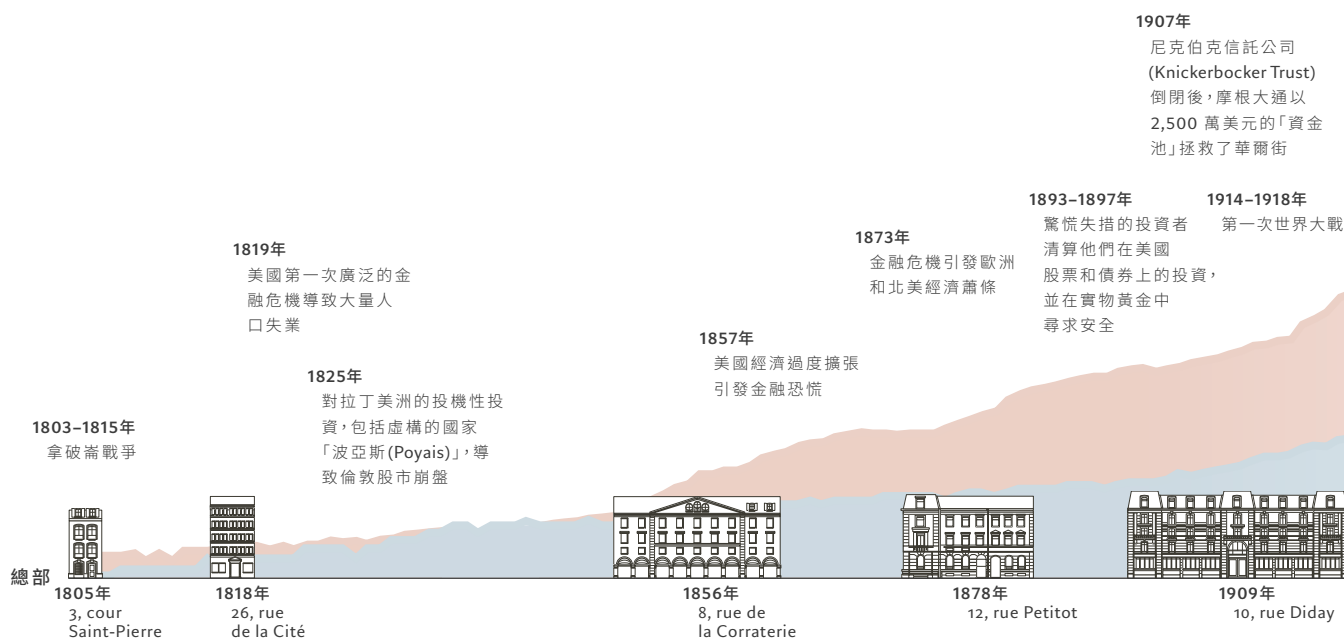 1907年
尼克伯克信託公司
(Knickerbocker Trust)
倒閉後，摩根大通以
2,500 萬美元的「資金
池」拯救了華爾街
1893–1897年
驚慌失措的投資者
清算他們在美國
股票和債券上的投資，
並在實物黃金中
尋求安全
1914–1918年
第一次世界大戰
1873年
金融危機引發歐洲
和北美經濟蕭條
1819年
美國第一次廣泛的金
融危機導致大量人
口失業
1857年
美國經濟過度擴張
引發金融恐慌
1825年
對拉丁美洲的投機性投
資，包括虛構的國家
「波亞斯(Poyais)」，導
致倫敦股市崩盤
1803–1815年
拿破崙戰爭
總部
1805年
3, cour
Saint-Pierre
1818年
26, rue
de la Cité
1856年
8, rue de
la Corraterie
1878年
12, rue Petitot
1909年
10, rue Diday